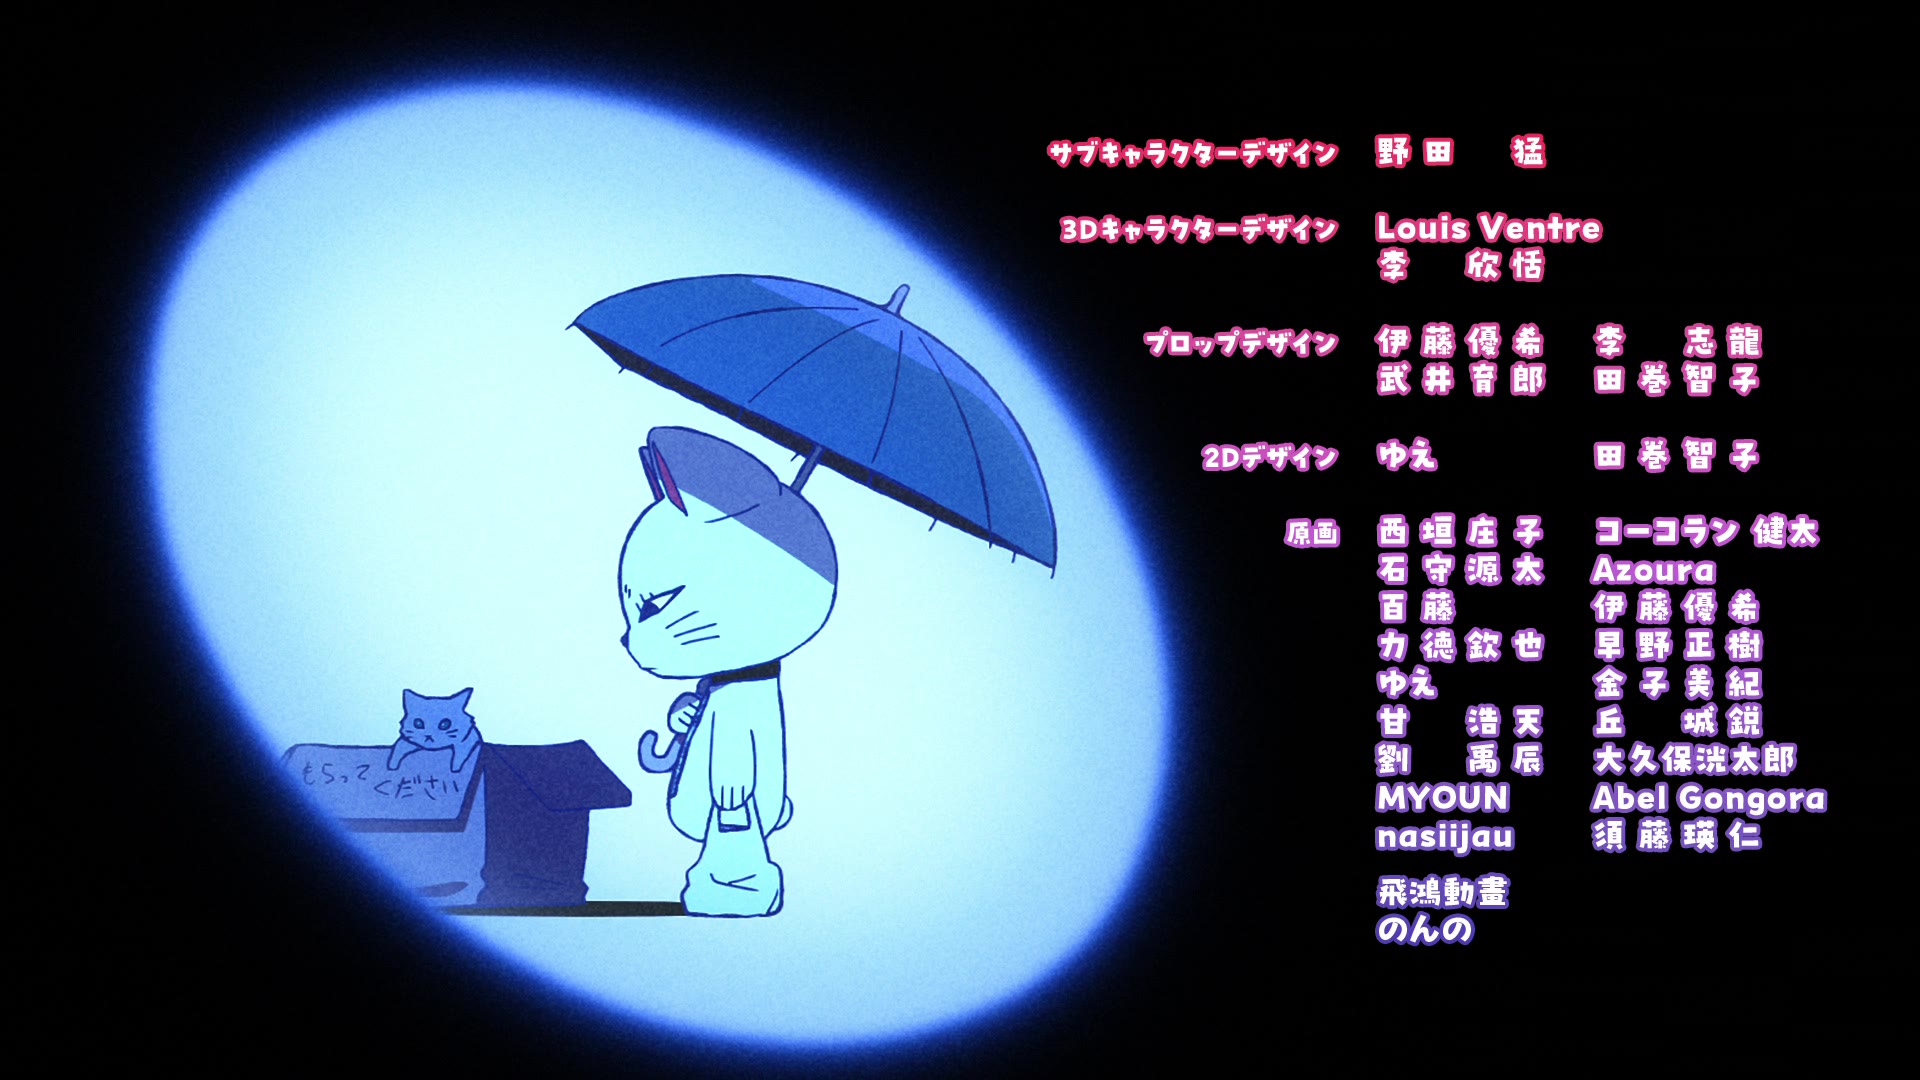 サブキャラクターデザイン 野田 猛
3Dキャラクターデザイン Louis Ventre
李 欣恬
プロップデザイン 伊藤優希 李 志龍
武井育郎 田巻智子
2Dデザイン ゆえ 田巻智子
原画 西垣庄子 コーコラン 健太
石守源太 Azoura
百藤 伊藤優希
力徳欽也 早野正樹
ゆえ 金子美紀
甘 浩天 丘 城鋭
劉 禹辰 大久保洸太郎
MYOUN Abel Gongora
nasiijau 須藤瑛仁
飛鴻動畫
のんの
もらって
ください